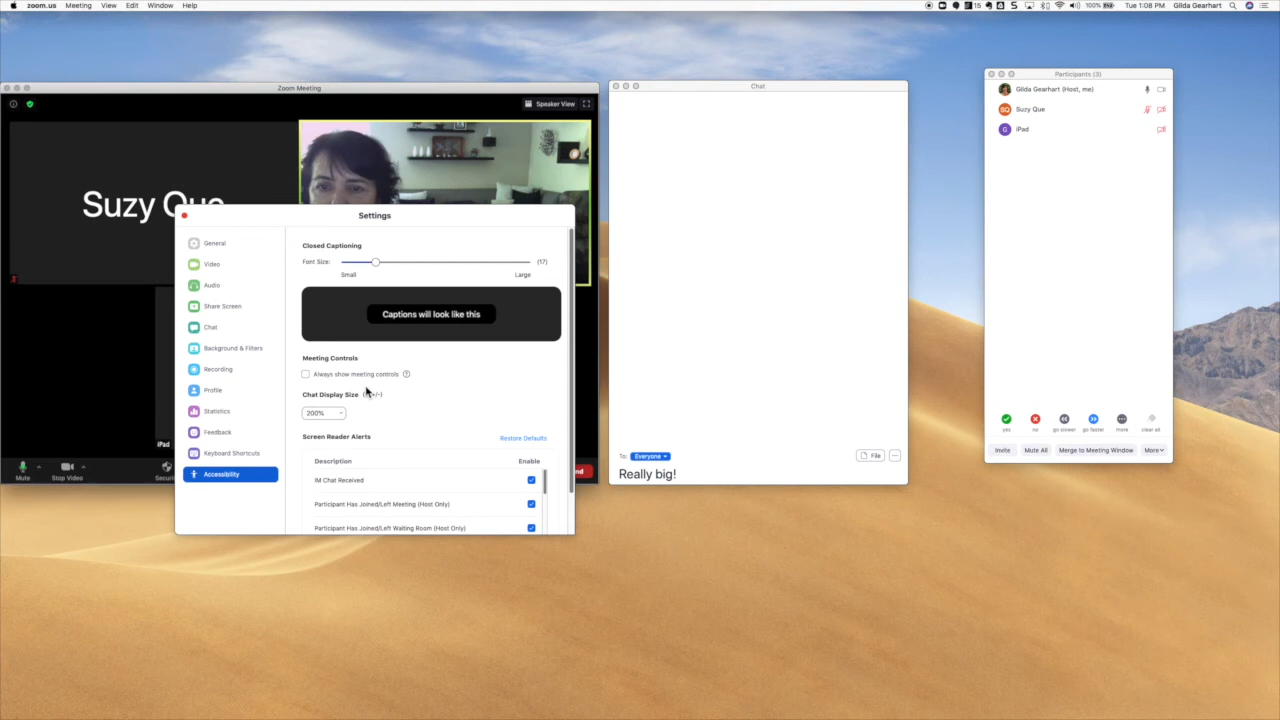 zoom.us Meeting View Edit Window Help
15 100% Tue 1:08 PM Gilda Gearhart
Zoom Meeting
Speaker View
Suzy Que
iPad
Mute Stop Video
Settings
General
Video
Audio
Share Screen
Chat
Background & Filters
Recording
Profile
Statistics
Feedback
Keyboard Shortcuts
Accessibility
Closed Captioning
Font Size: (17)
Small Large
Captions will look like this
Meeting Controls
Always show meeting controls
Chat Display Size
200%
Screen Reader Alerts Restore Defaults
Description Enable
IM Chat Received
Participant Has Joined/Left Meeting (Host Only)
Participant Has Joined/Left Waiting Room (Host Only)
Chat
To: Everyone File
Really big!
Participants (3)
Gilda Gearhart (Host, me)
SQ Suzy Que
G iPad
yes no go slower go faster more clear all
Invite Mute All Merge to Meeting Window More